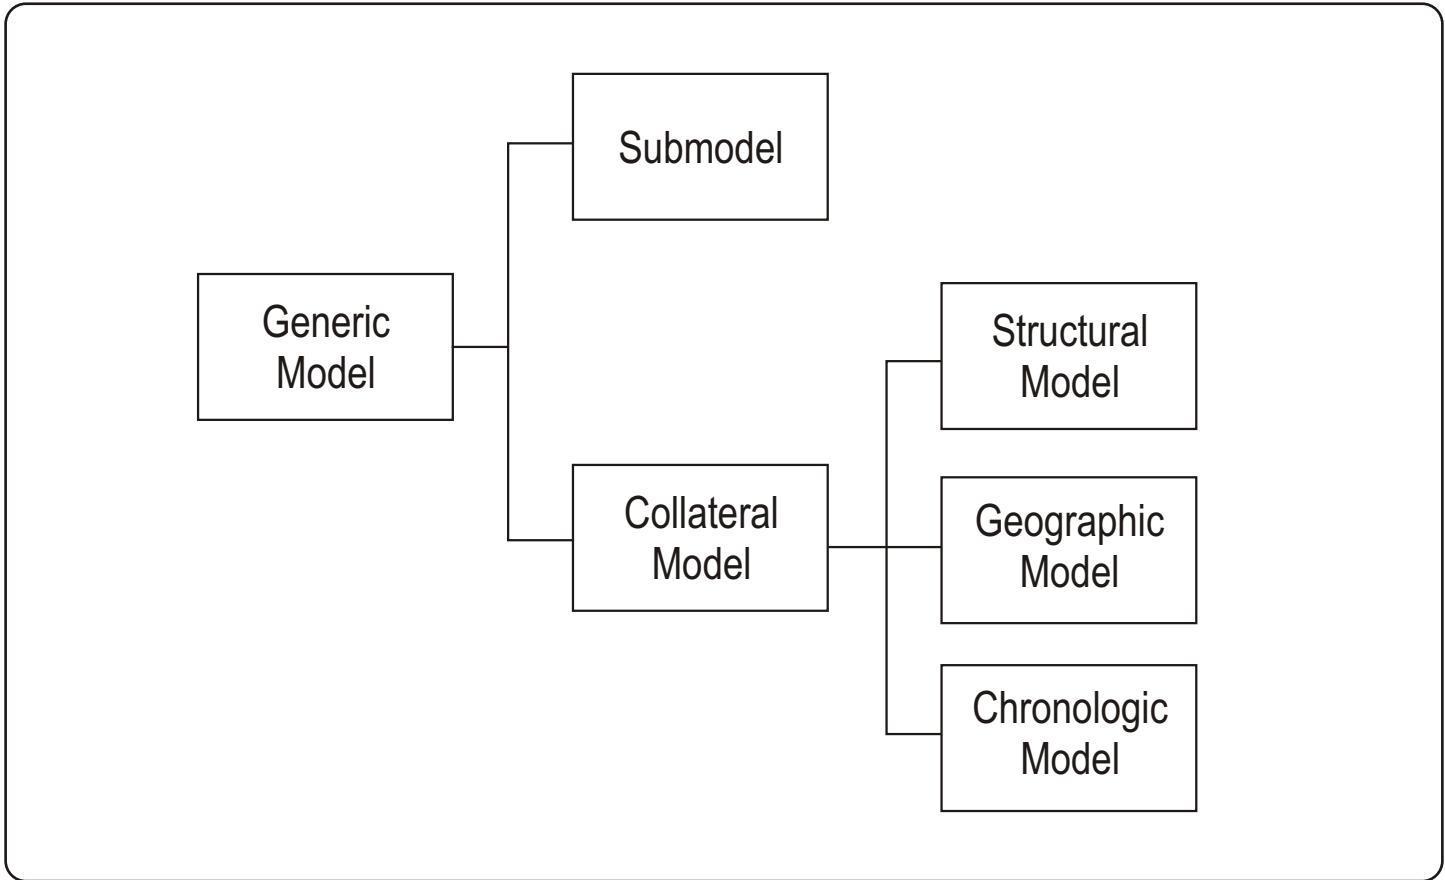 Submodel
Generic
Model
Collateral
Model
Structural
Model
Geographic
Model
Chronologic
Model